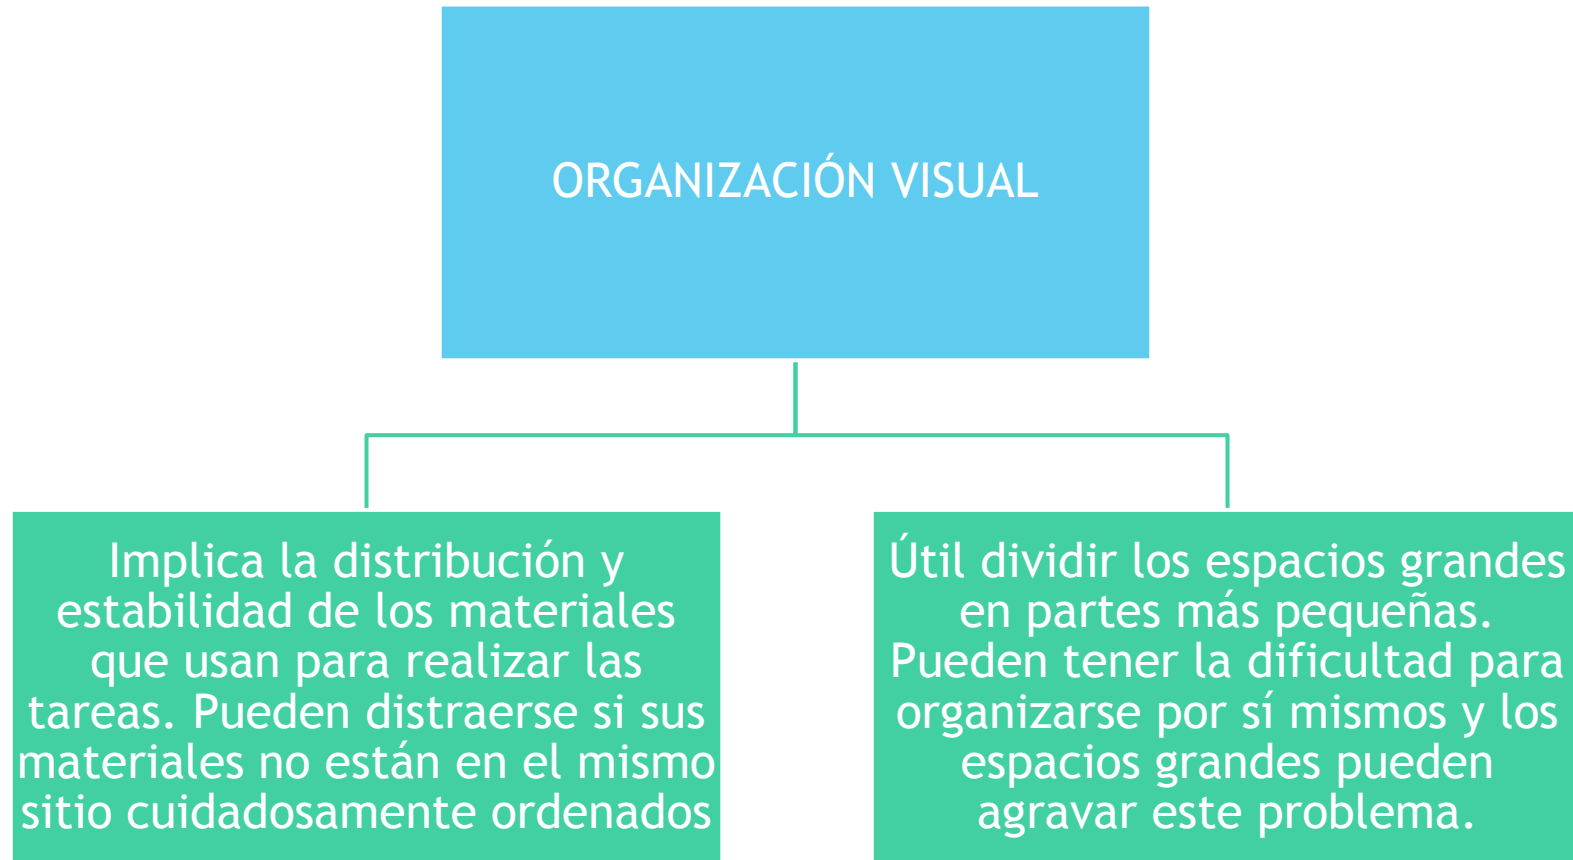 ORGANIZACIÓN VISUAL
Implica la distribución y
estabilidad de los materiales
que usan para realizar las
tareas. Pueden distraerse si sus
materiales no están en el mismo
sitio cuidadosamente ordenados
Útil dividir los espacios grandes
en partes más pequeñas.
Pueden tener la dificultad para
organizarse por sí mismos y los
espacios grandes pueden
agravar este problema.